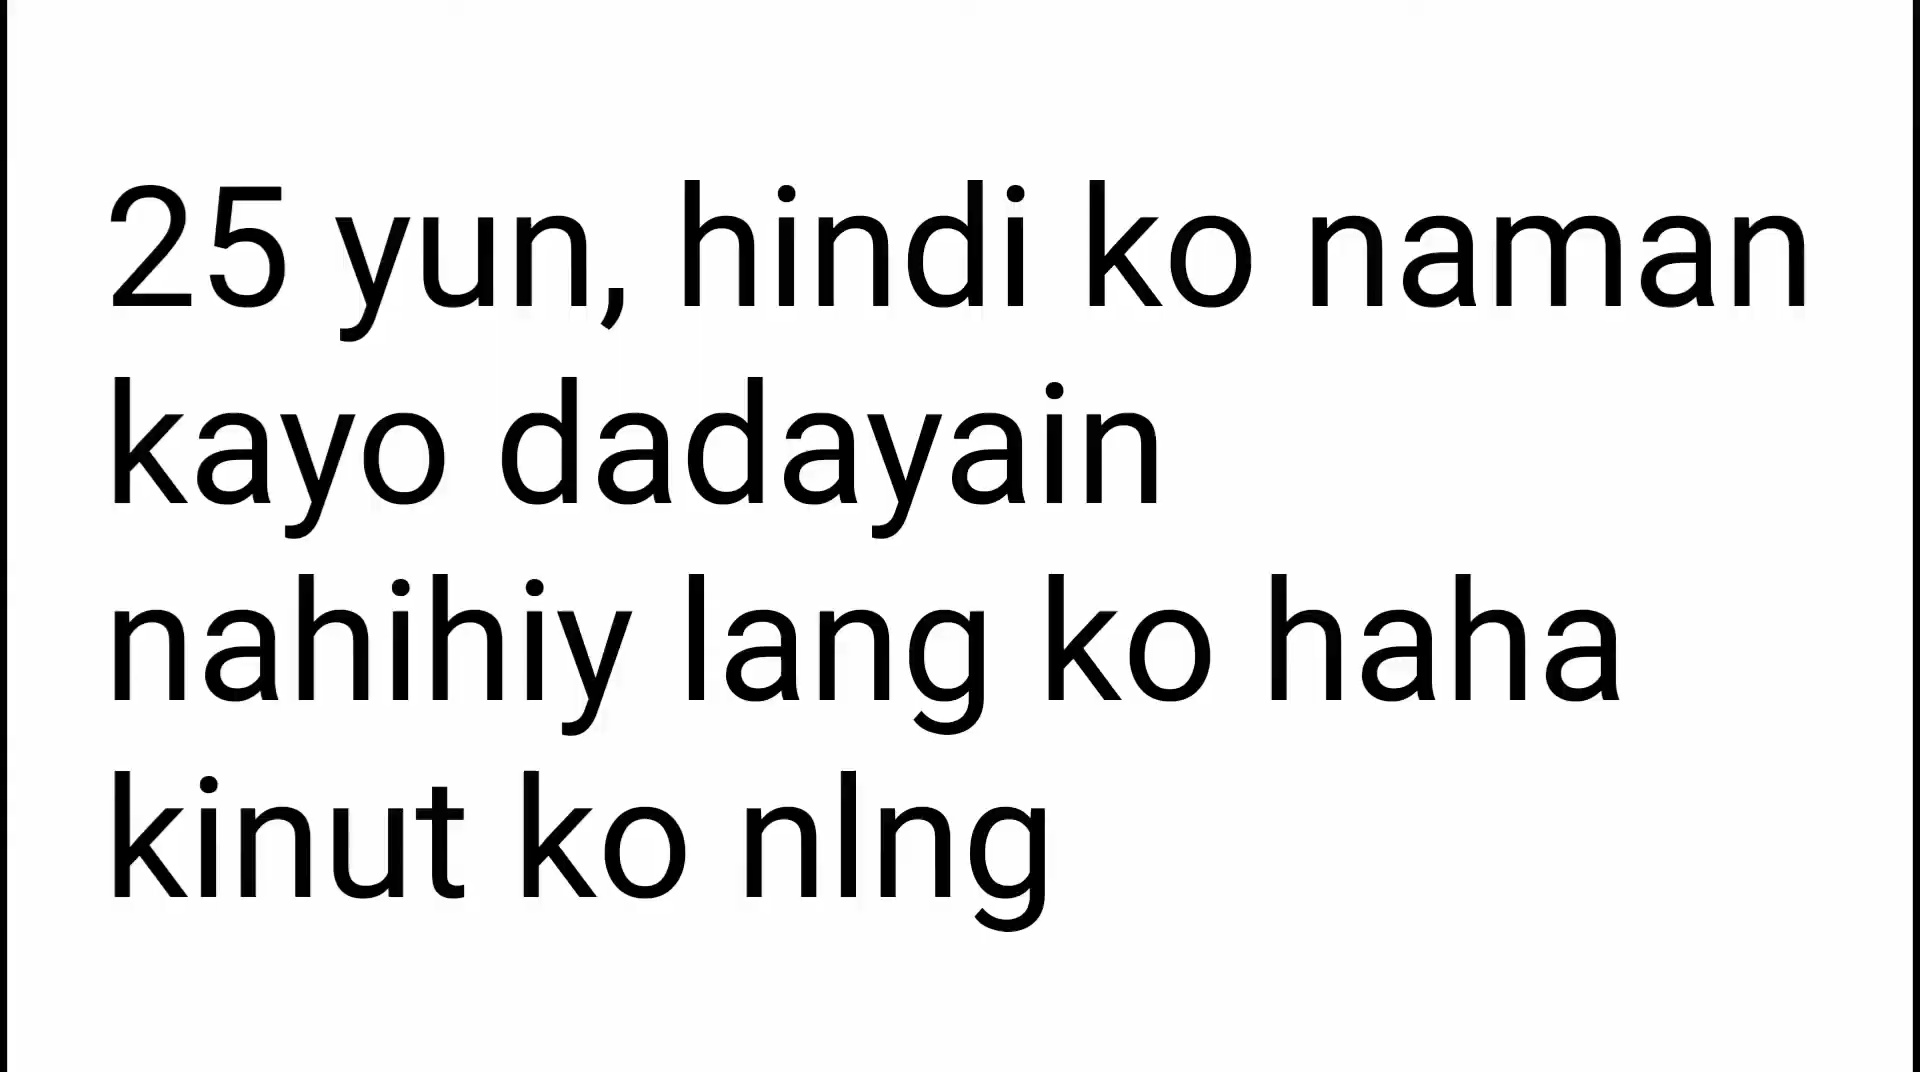 25 yun, hindi ko naman
kayo dadayain
nahihiy lang ko haha
kinut ko nlng